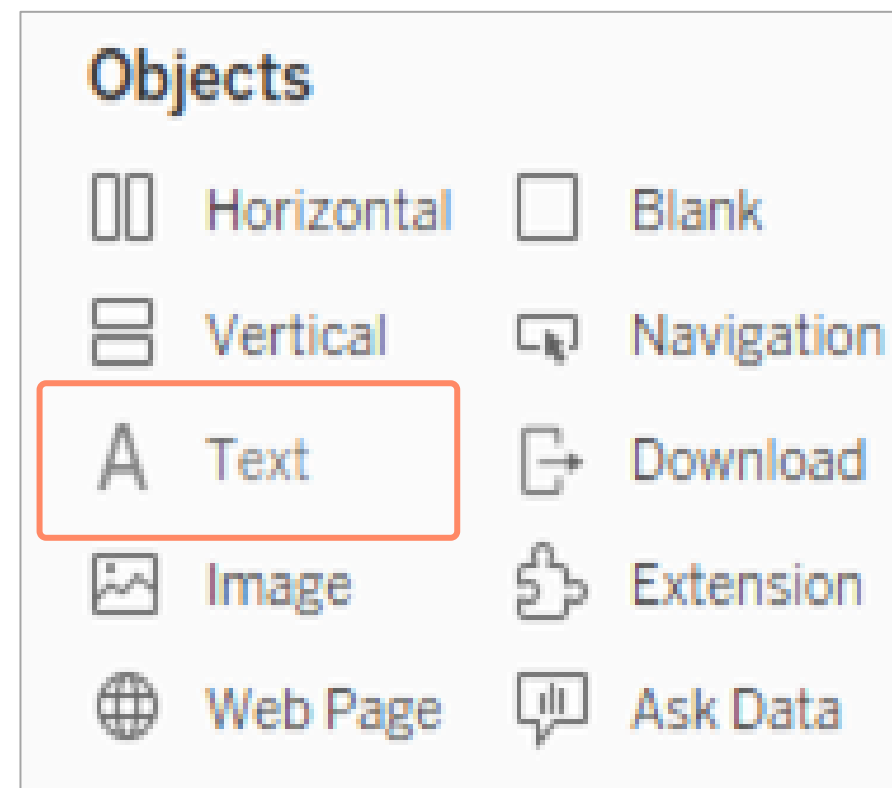 Objects
Horizontal Blank
Vertical Navigation
Text Download
Image Extension
Web Page Ask Data